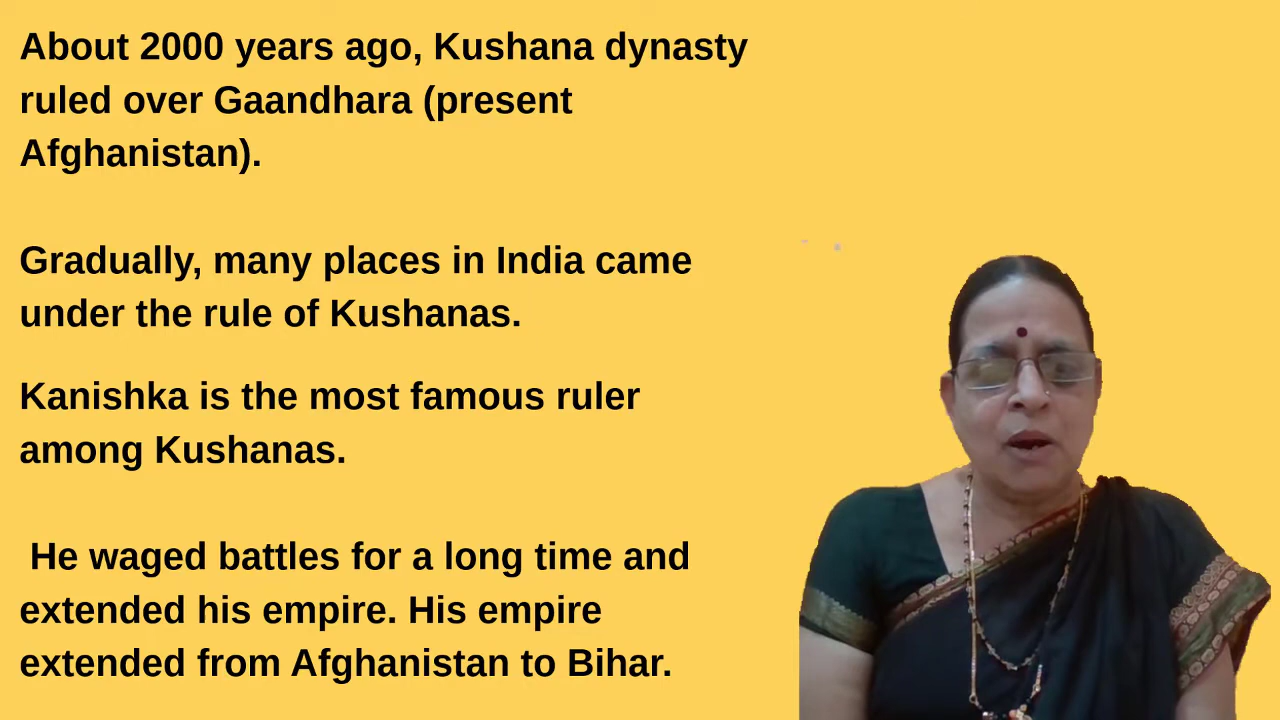 About 2000 years ago, Kushana dynasty
ruled over Gaandhara (present
Afghanistan).
Gradually, many places in India came
under the rule of Kushanas.
Kanishka is the most famous ruler
among Kushanas.
He waged battles for a long time and
extended his empire. His empire
extended from Afghanistan to Bihar.